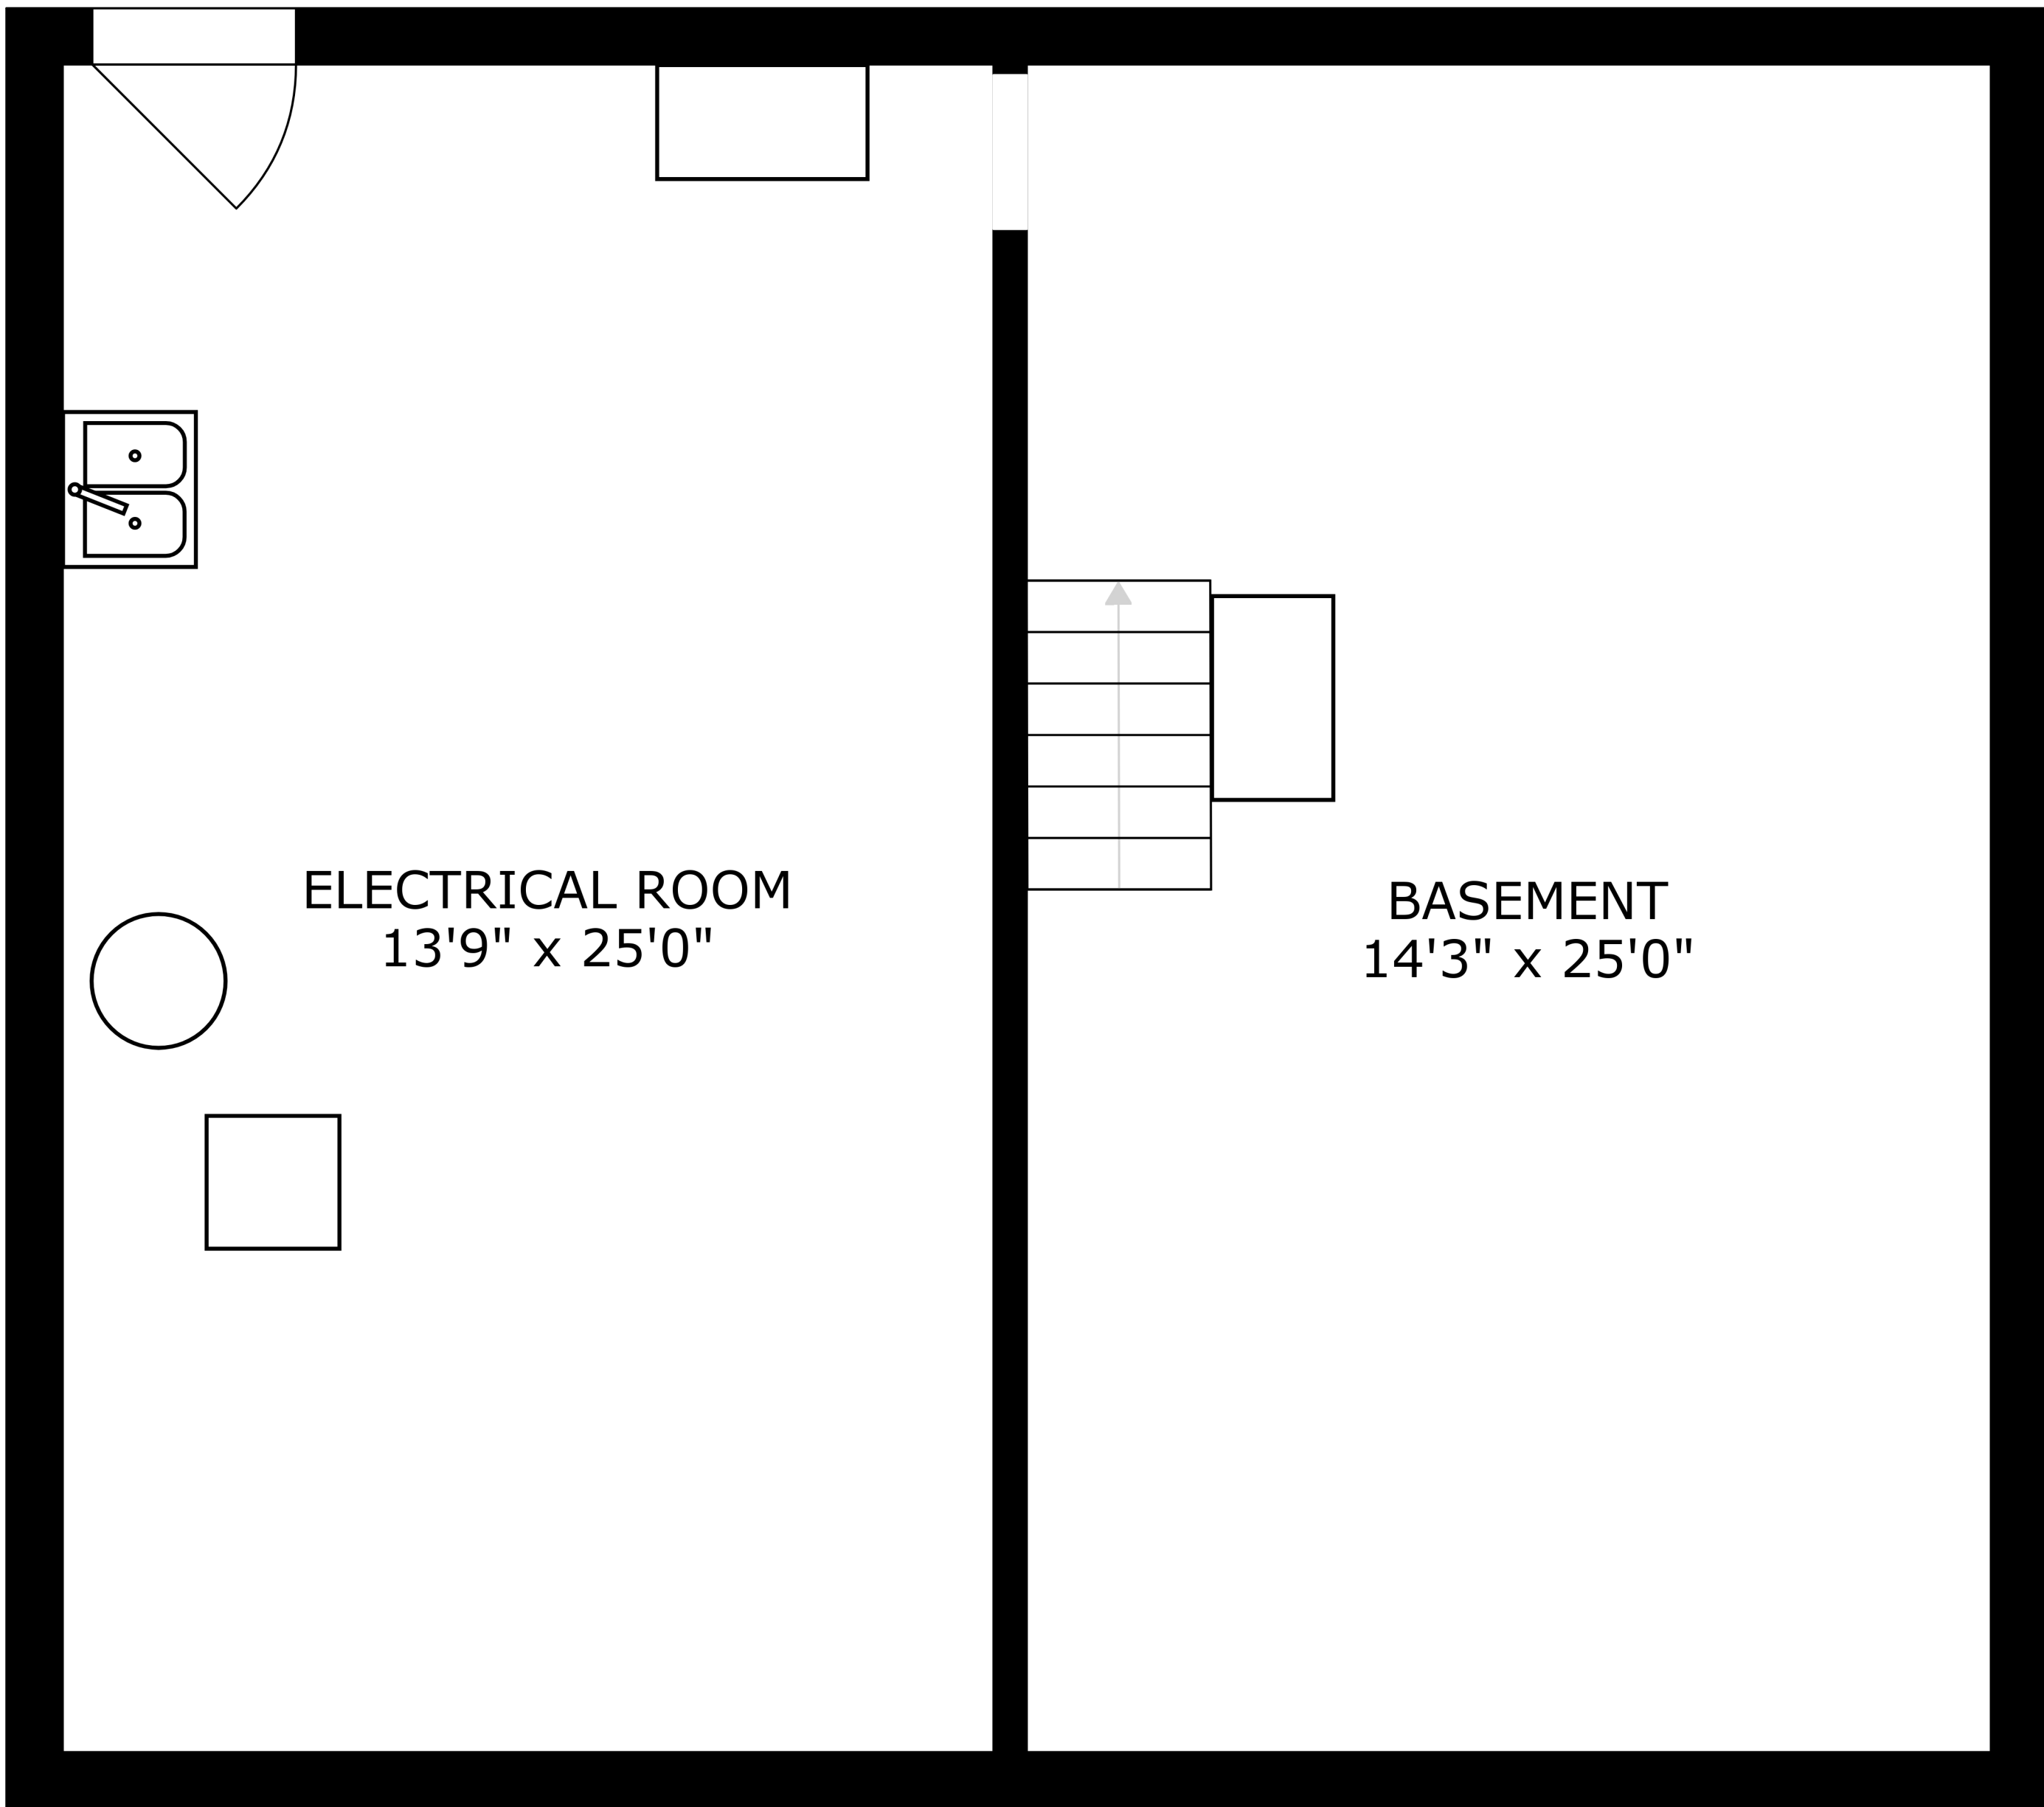 ELECTRICAL ROOM
13'9" x 25'0"
BASEMENT
14'3" x 25'0"